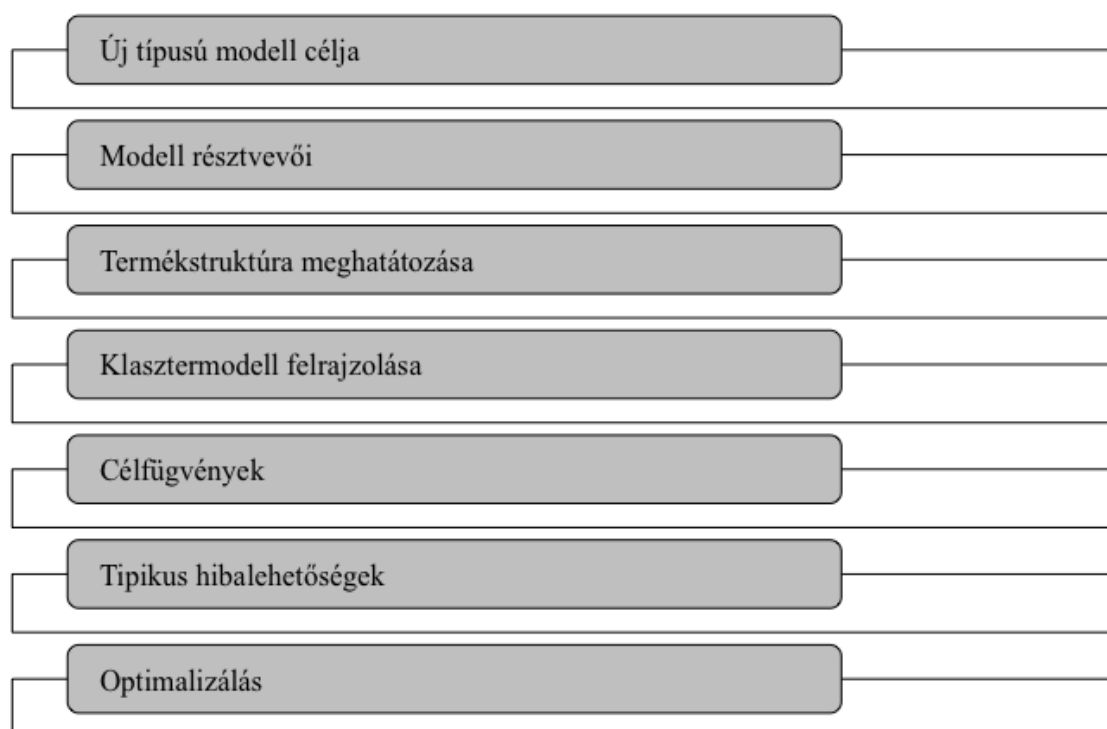 Új típusú modell célja
Modell résztvevői
Termékstruktúra meghatátozása
Klasztermodell felrajzolása
Célfügvények
Tipikus hibalehetőségek
Optimalizálás